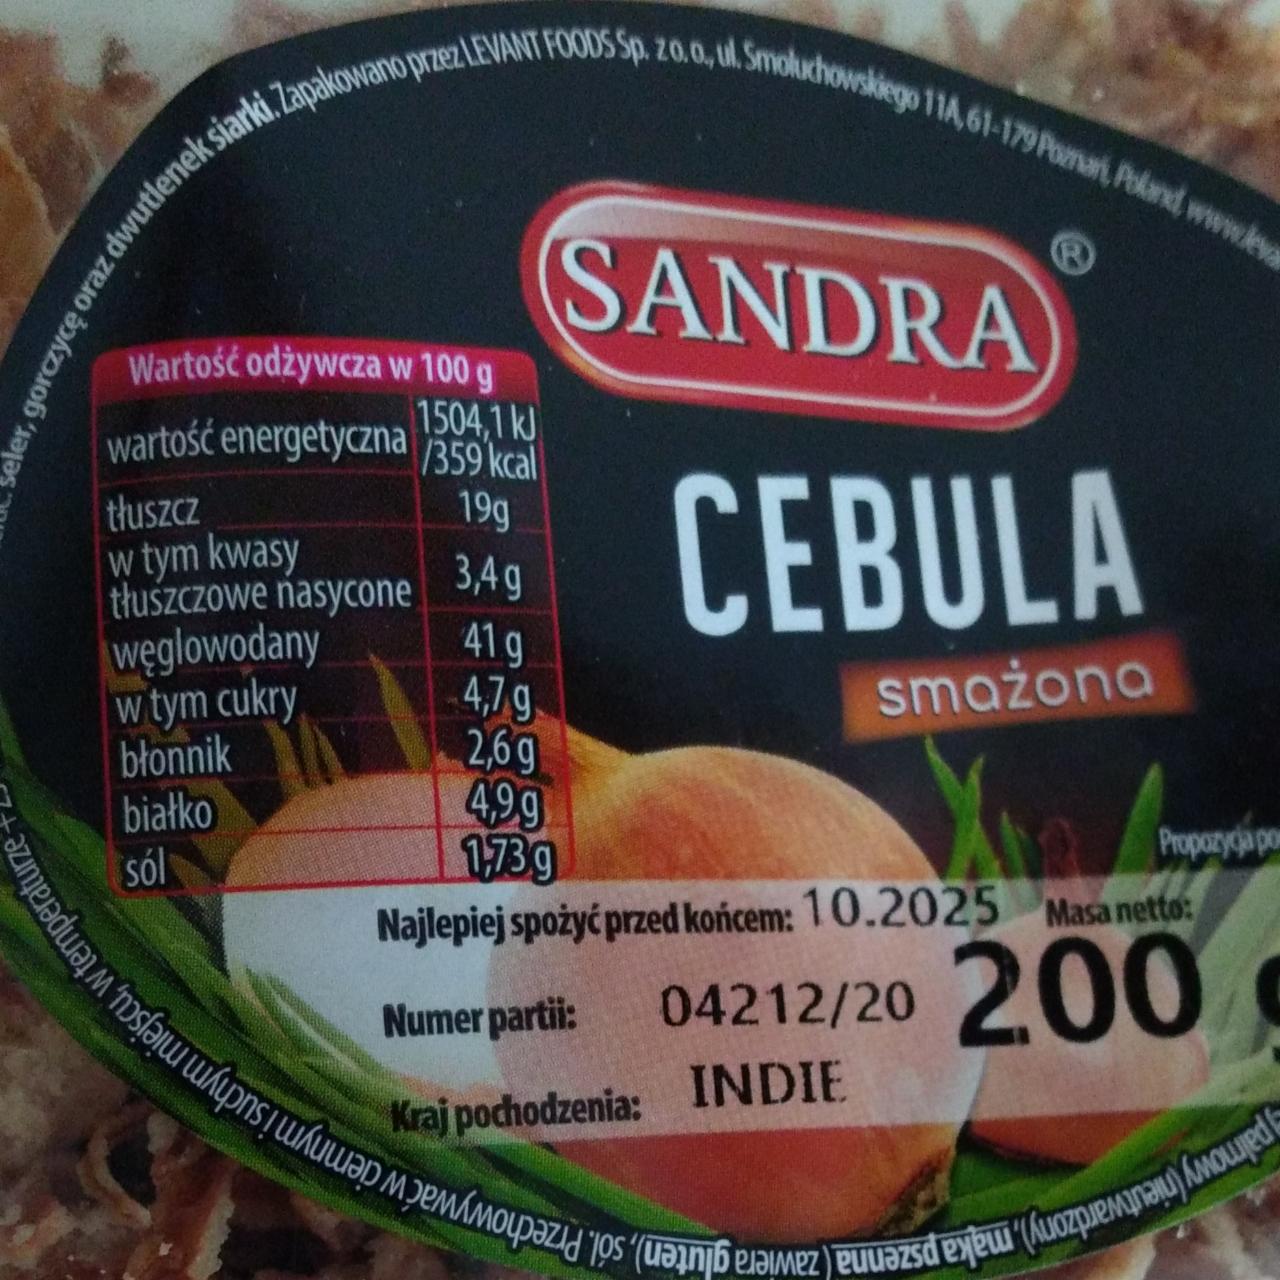 seler, gorczycę oraz dwutlenek siarki. Zapakowano przez LEVANT FOODS Sp. z o.o., ul. Smoluchowskiego 11A, 61-179 Poznań, Poland, www.leva
SANDRA ®
CEBULA
smażona
Wartość odżywcza w 100 g
wartość energetyczna 1504,1 kJ
/359 kcal
tłuszcz 19g
w tym kwasy
tłuszczowe nasycone 3,4 g
węglowodany 41 g
w tym cukry 4,7 g
błonnik 2,6 g
białko 4,9 g
sól 1,73 g
Propozycja po
Najlepiej spożyć przed końcem: 10.2025
Masa netto:
200 g
Numer partii: 04212/20
Kraj pochodzenia: INDIE
palmowy (nieutwardzony), mąka pszenna (zawiera gluten), sól. Przechowywać w ciemnym i suchym miejscu, w temperaturze